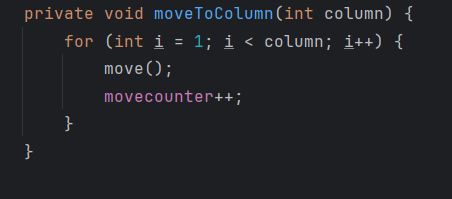 private void moveToColumn(int column) {
    for (int i = 1; i < column; i++) {
        move();
        movecounter++;
    }
}